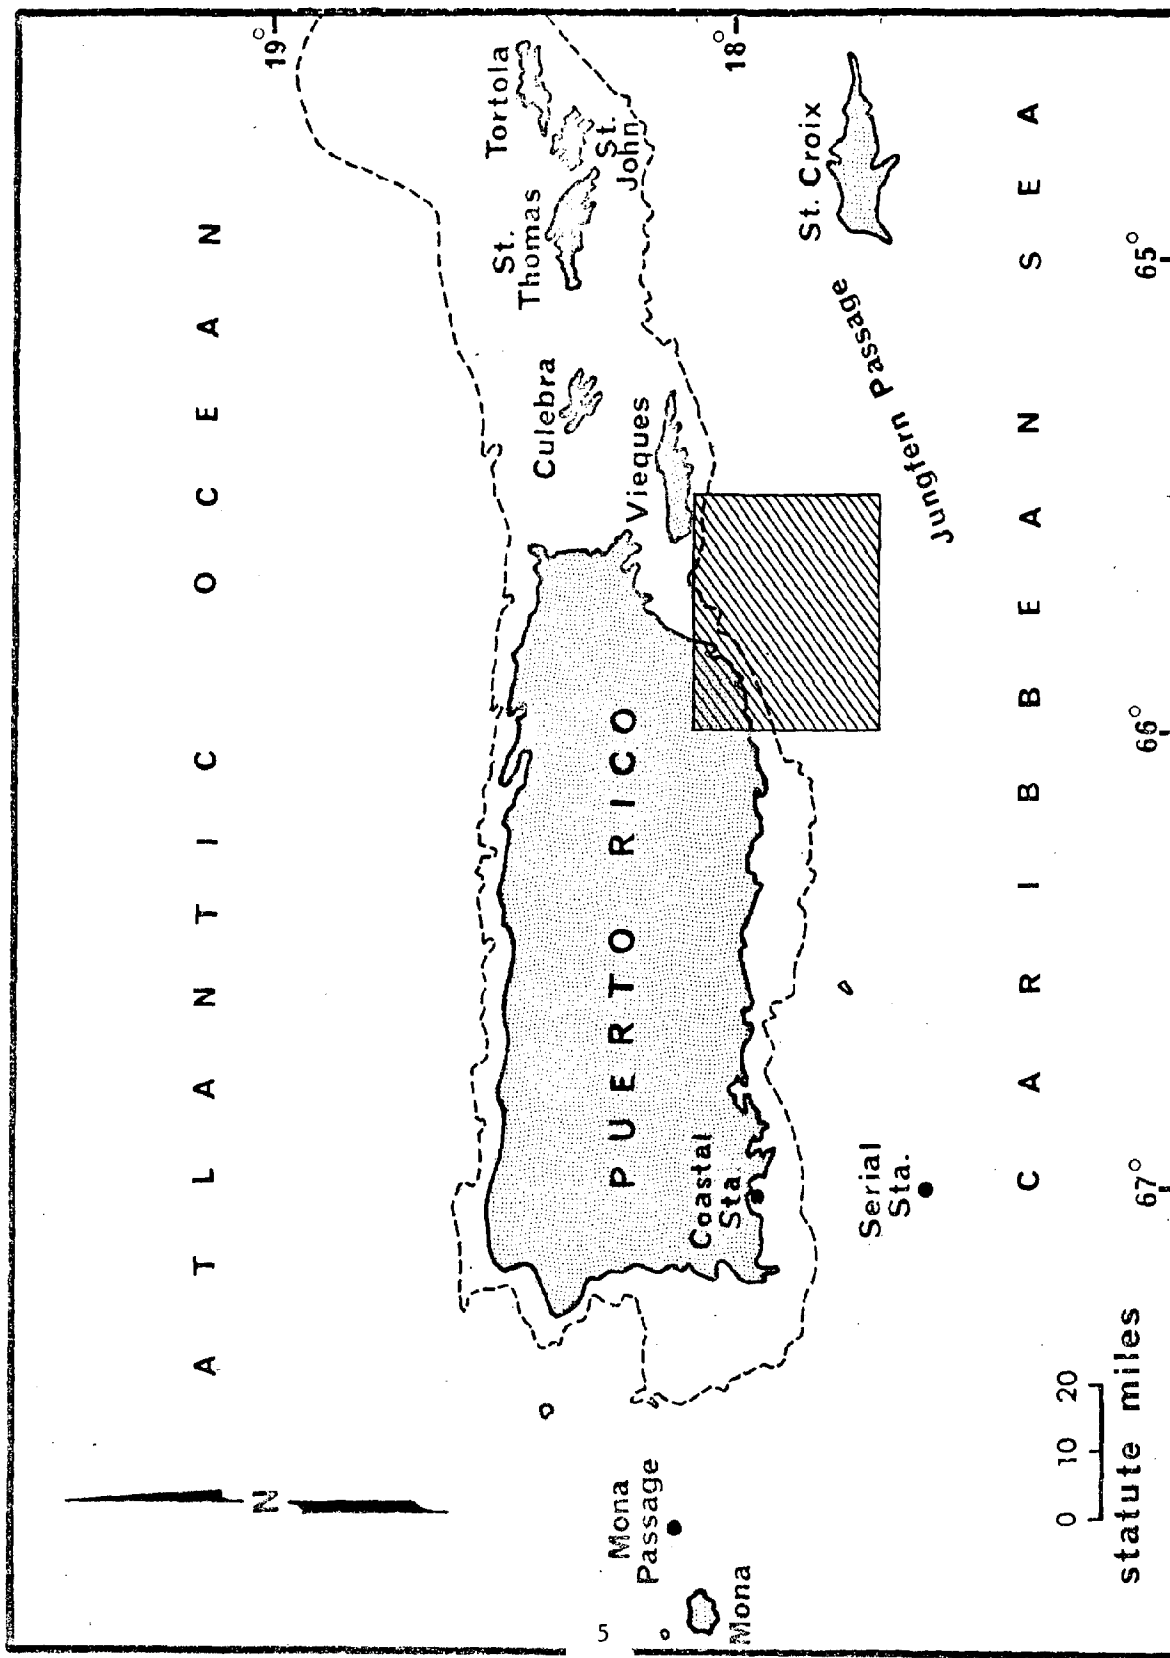 ATLANTIC OCEAN
19°
Tortola
St.
Thomas
St.
John
Culebra
Vieques
18°
St. Croix
PUERTO RICO
Mona
Passage
Mona
Coastal
Sta.
Serial
Sta.
Jungfern Passage
CARIBBEAN SEA
0 10 20
statute miles
67°
66°
65°
N
5